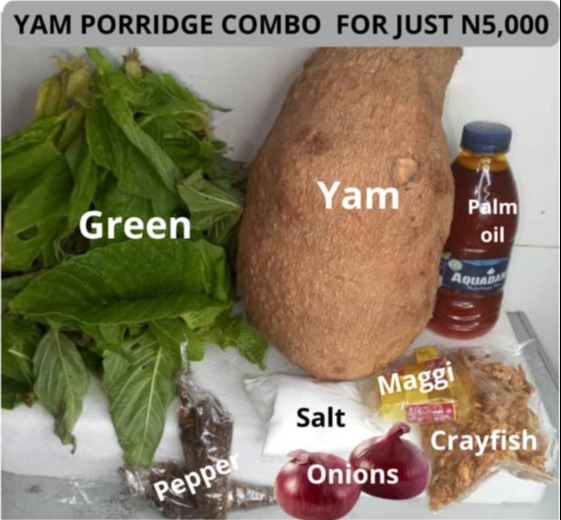 YAM PORRIDGE COMBO FOR JUST N5,000
Green
Yam
Palm
oil
AQUADANA
Maggi
Salt
Crayfish
Onions
Pepper